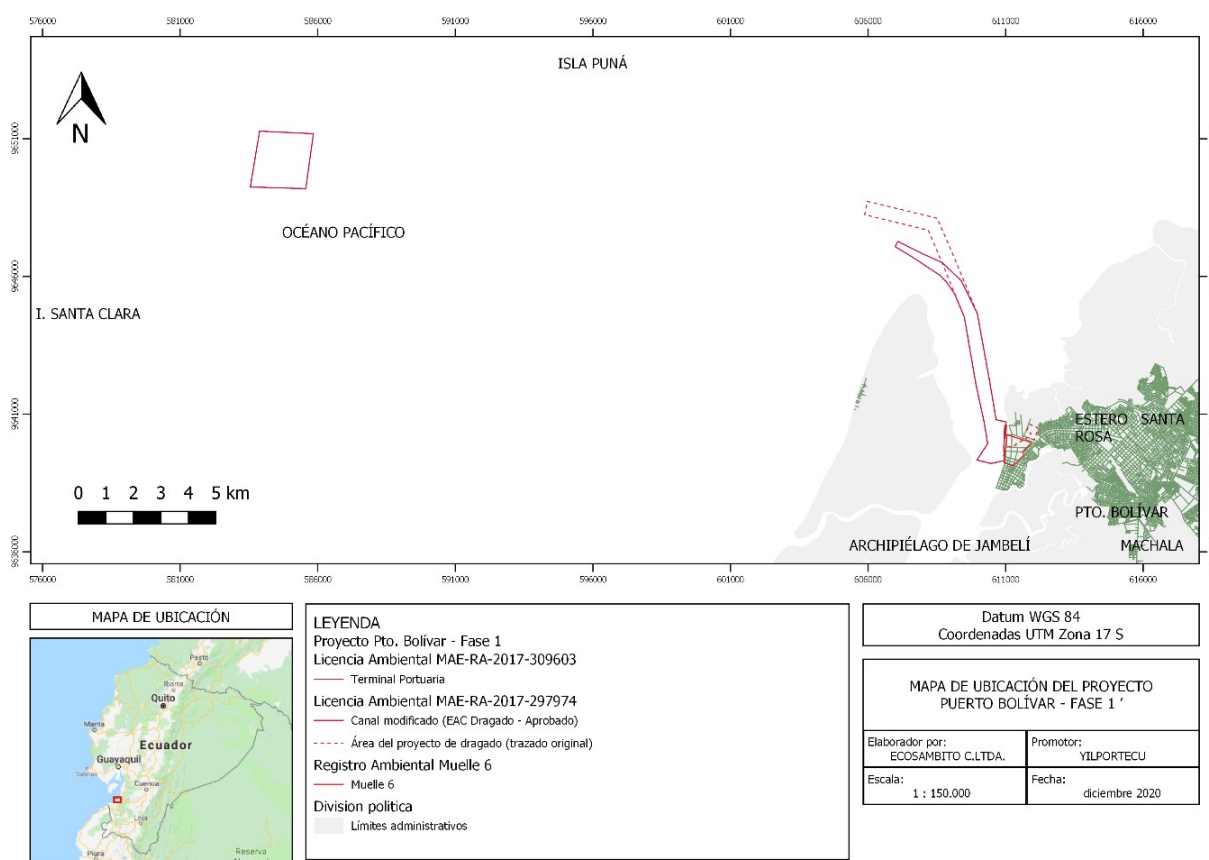 576000 581000 586000 591000 596000 601000 606000 611000 616000
ISLA PUNÁ
N
9651000
OCÉANO PACÍFICO
9646000
I. SANTA CLARA
9641000
ESTERO SANTA
ROSA
0 1 2 3 4 5 km
PTO. BOLÍVAR
ARCHIPIÉLAGO DE JAMBELÍ
MACHALA
9636000
576000 581000 586000 591000 596000 601000 606000 611000 616000
MAPA DE UBICACIÓN
Pasto
Ibarra
Quito
Manta
Ecuador
Guayaquil
Salinas
Cuenca
Loja
Piura
Reserva
LEYENDA
Proyecto Pto. Bolívar - Fase 1
Licencia Ambiental MAE-RA-2017-309603
Terminal Portuaria
Licencia Ambiental MAE-RA-2017-297974
Canal modificado (EAC Dragado - Aprobado)
Área del proyecto de dragado (trazado original)
Registro Ambiental Muelle 6
Muelle 6
Division politica
Límites administrativos
Datum WGS 84
Coordenadas UTM Zona 17 S
MAPA DE UBICACIÓN DEL PROYECTO
PUERTO BOLÍVAR - FASE 1 '
Elaborador por:
ECOSAMBITO C.LTDA.
Promotor:
YILPORTECU
Escala:
1 : 150.000
Fecha:
diciembre 2020